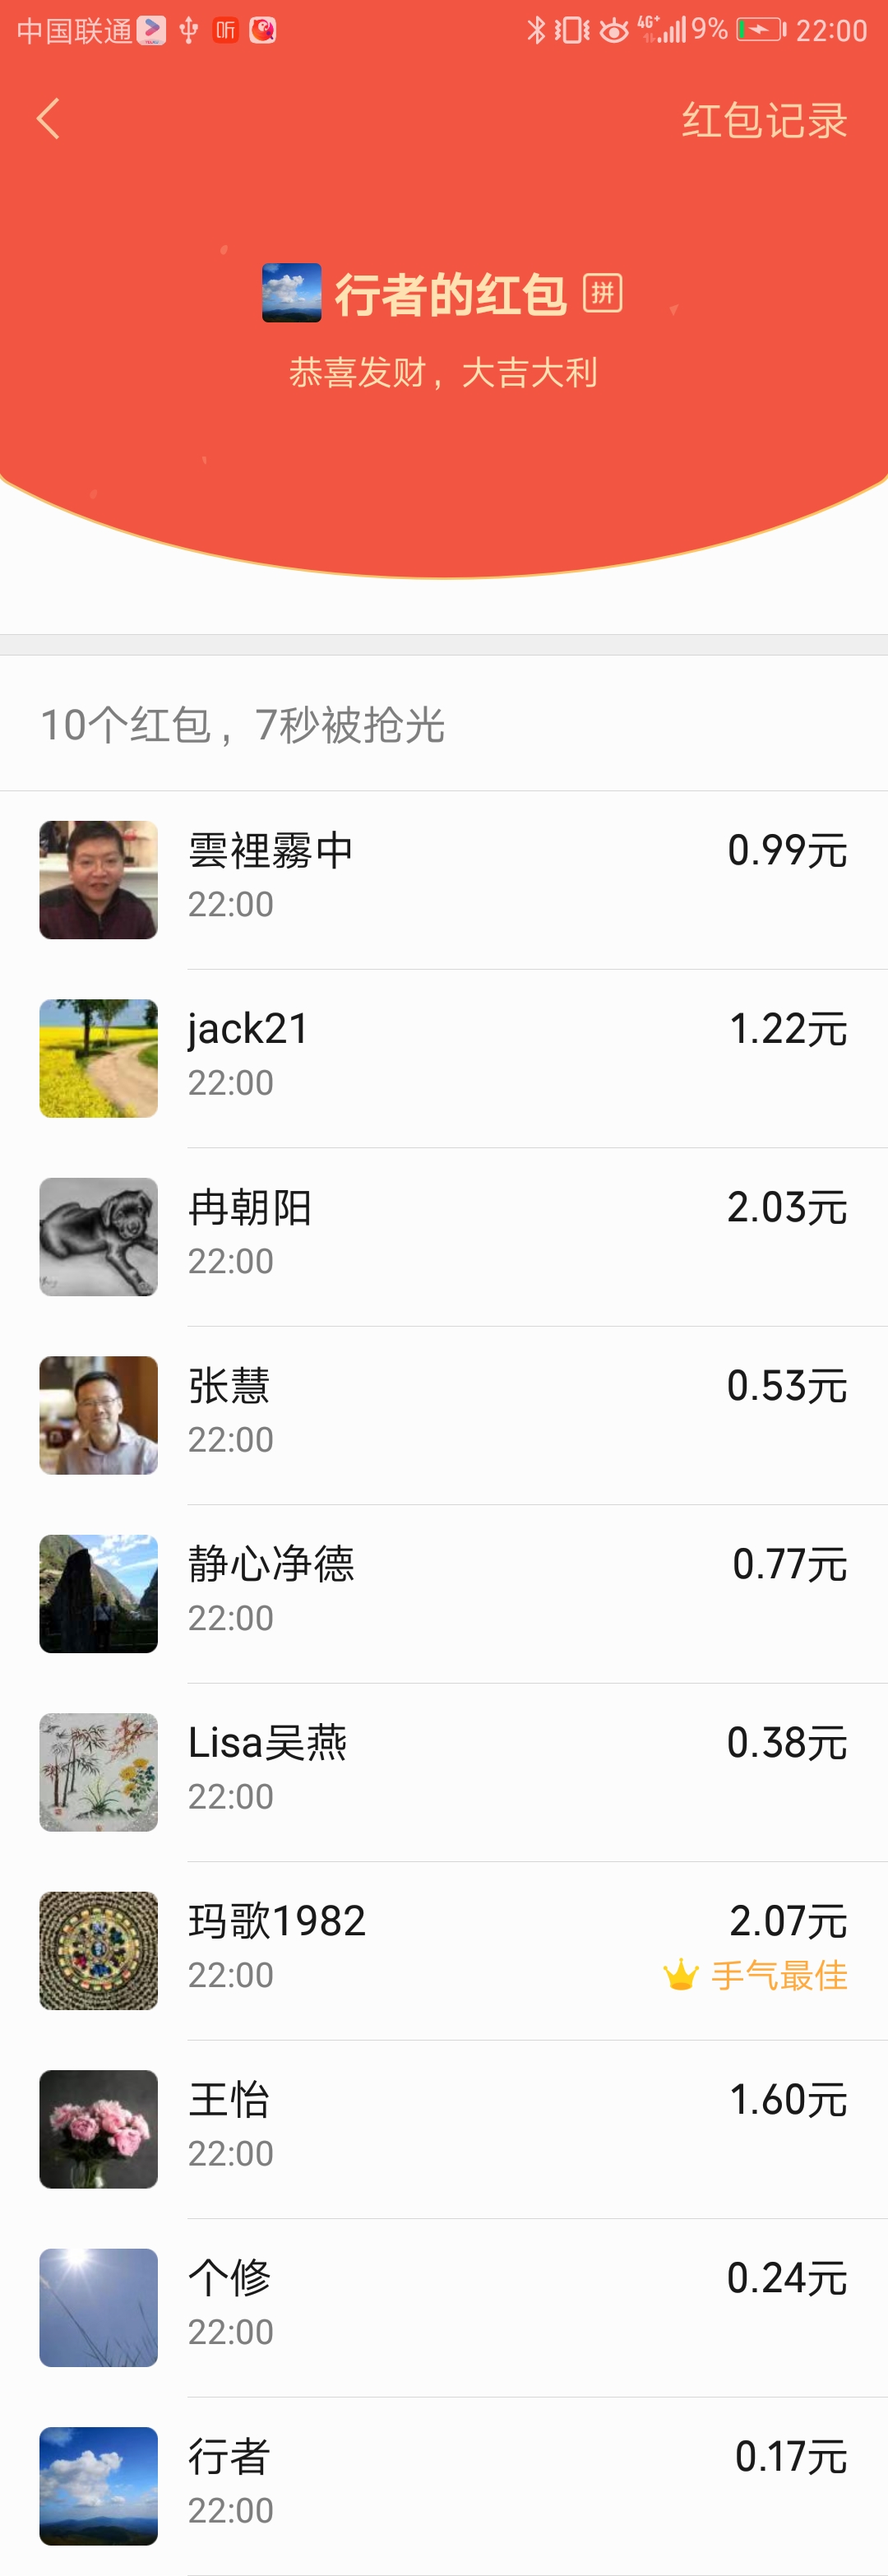 中国联通 听 4G+ 9% 22:00
红包记录
行者的红包 拼
恭喜发财，大吉大利
10个红包，7秒被抢光
雲裡霧中 0.99元
22:00
jack21 1.22元
22:00
冉朝阳 2.03元
22:00
张慧 0.53元
22:00
静心净德 0.77元
22:00
Lisa吴燕 0.38元
22:00
玛歌1982 2.07元
22:00 手气最佳
王怡 1.60元
22:00
个修 0.24元
22:00
行者 0.17元
22:00